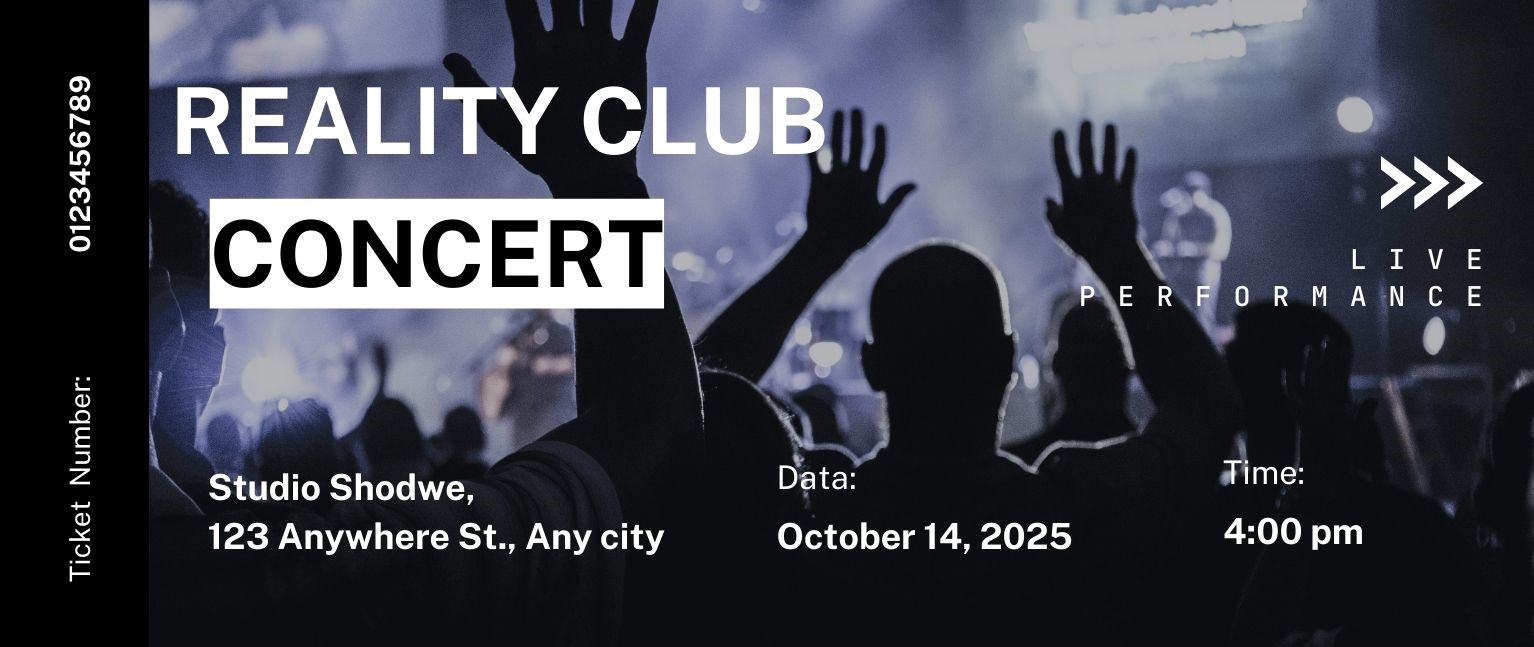 Ticket Number:
0123456789
REALITY CLUB
CONCERT
LIVE
PERFORMANCE
Studio Shodwe,
123 Anywhere St., Any city
Data:
October 14, 2025
Time:
4:00 pm